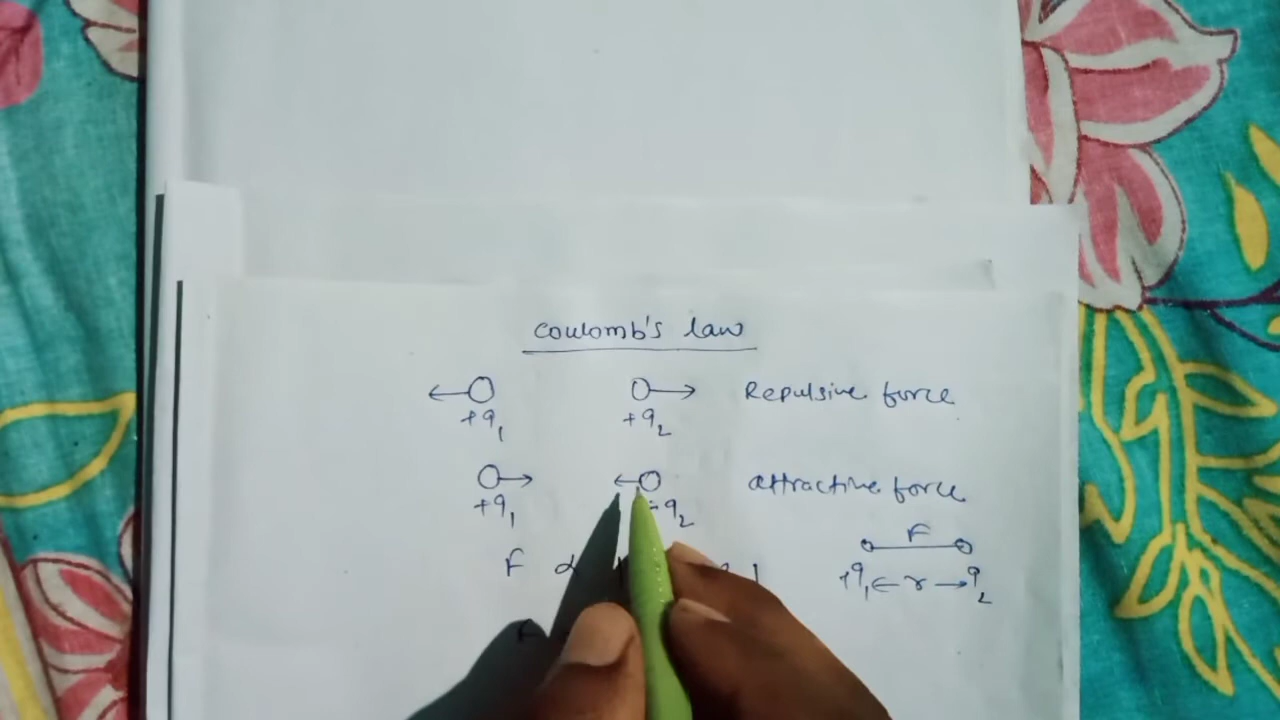 Coulomb's law
+q1 +q2 Repulsive force
+q1 -q2 attractive force
F
F α
+q1 ← r → q2